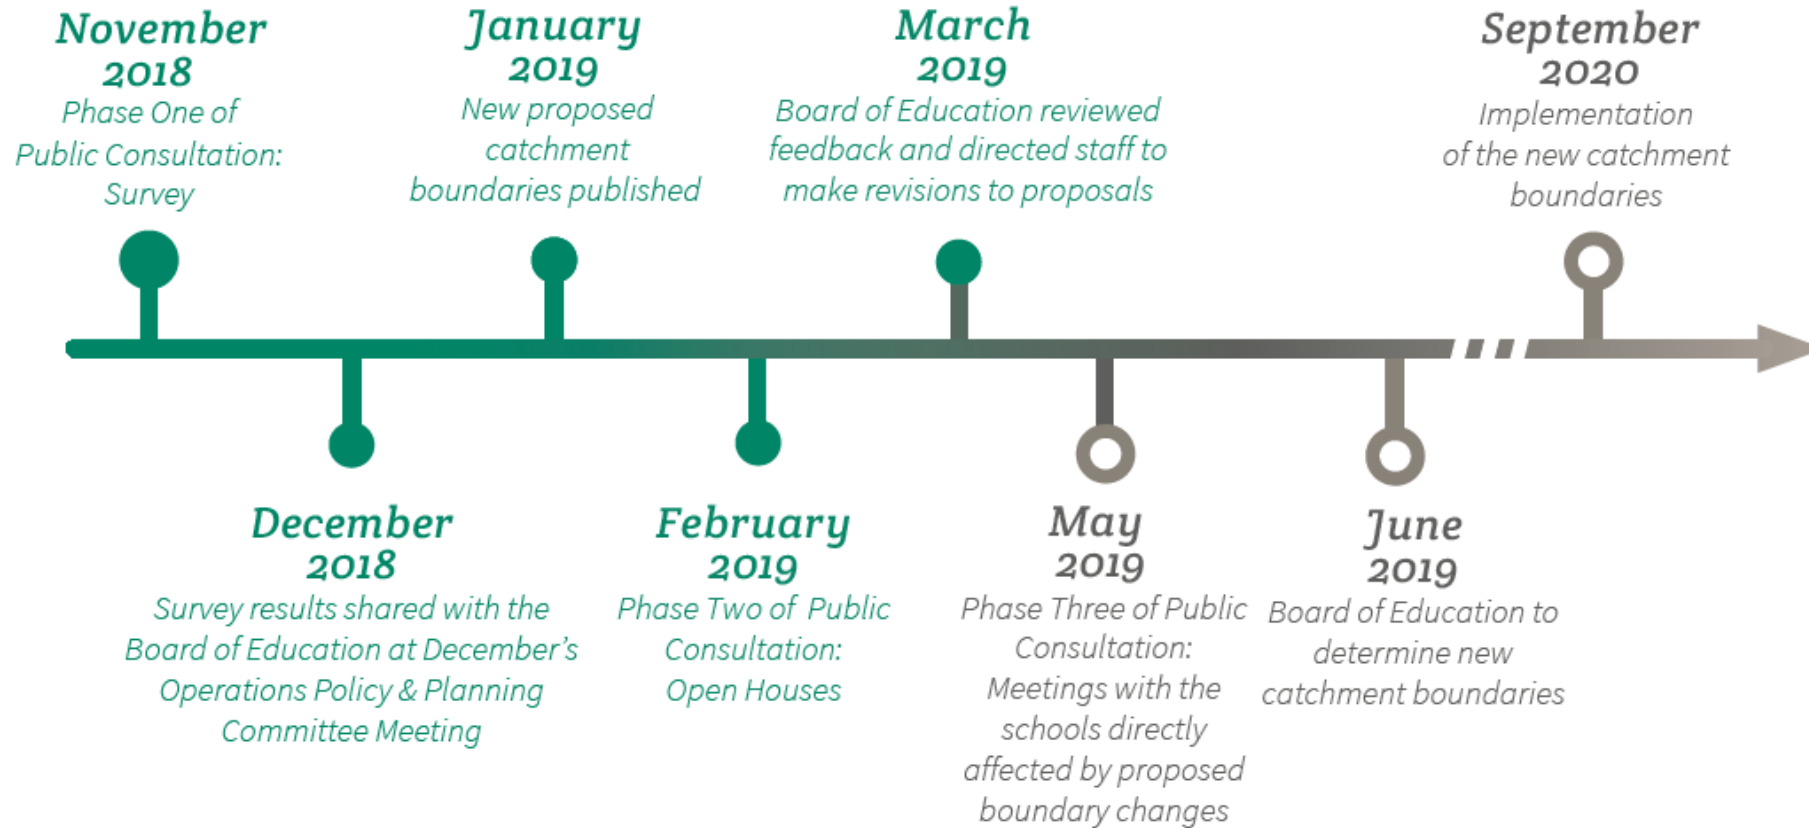 November
2018
Phase One of
Public Consultation:
Survey
January
2019
New proposed
catchment
boundaries published
March
2019
Board of Education reviewed
feedback and directed staff to
make revisions to proposals
September
2020
Implementation
of the new catchment
boundaries
December
2018
Survey results shared with the
Board of Education at December's
Operations Policy & Planning
Committee Meeting
February
2019
Phase Two of Public
Consultation:
Open Houses
May
2019
Phase Three of Public
Consultation:
Meetings with the
schools directly
affected by proposed
boundary changes
June
2019
Board of Education to
determine new
catchment boundaries